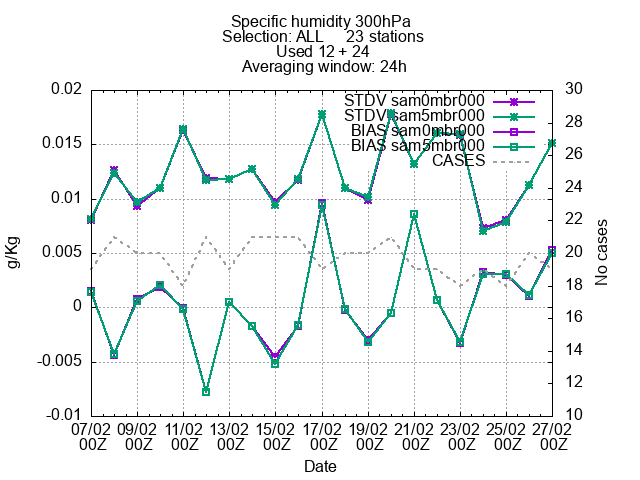 Specific humidity 300hPa
Selection: ALL 23 stations
Used 12 + 24
Averaging window: 24h
STDV sam0mbr000
STDV sam5mbr000
BIAS sam0mbr000
BIAS sam5mbr000
CASES
0.02
0.015
0.01
0.005
0
-0.005
-0.01
g/Kg
30
28
26
24
22
20
18
16
14
12
10
No cases
07/02 09/02 11/02 13/02 15/02 17/02 19/02 21/02 23/02 25/02 27/02
00Z 00Z 00Z 00Z 00Z 00Z 00Z 00Z 00Z 00Z 00Z
Date